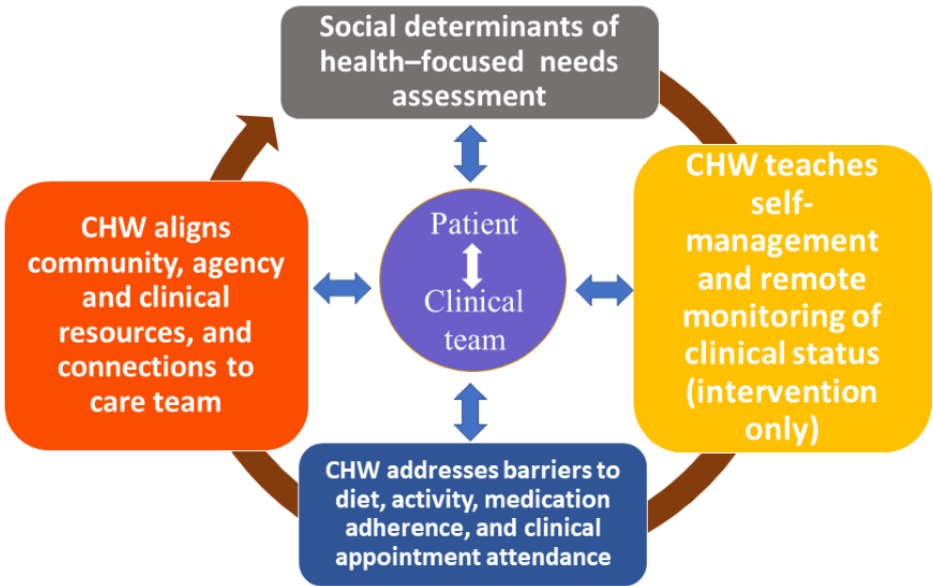 Social determinants of
health–focused needs
assessment
CHW teaches
self-
management
and remote
monitoring of
clinical status
(intervention
only)
CHW aligns
community, agency
and clinical
resources, and
connections to
care team
Patient
Clinical
team
CHW addresses barriers to
diet, activity, medication
adherence, and clinical
appointment attendance